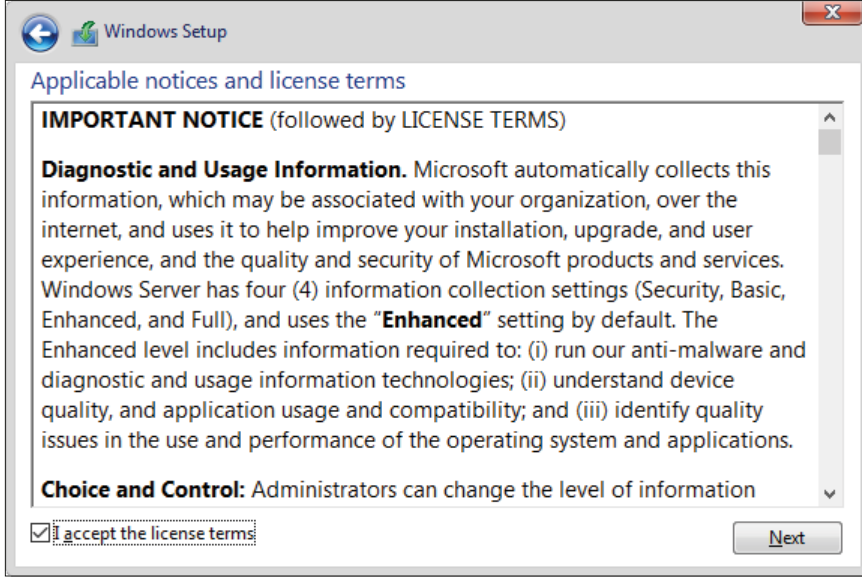 Windows Setup
Applicable notices and license terms
IMPORTANT NOTICE (followed by LICENSE TERMS)
Diagnostic and Usage Information. Microsoft automatically collects this
information, which may be associated with your organization, over the
internet, and uses it to help improve your installation, upgrade, and user
experience, and the quality and security of Microsoft products and services.
Windows Server has four (4) information collection settings (Security, Basic,
Enhanced, and Full), and uses the “Enhanced” setting by default. The
Enhanced level includes information required to: (i) run our anti-malware and
diagnostic and usage information technologies; (ii) understand device
quality, and application usage and compatibility; and (iii) identify quality
issues in the use and performance of the operating system and applications.
Choice and Control: Administrators can change the level of information
I accept the license terms
Next